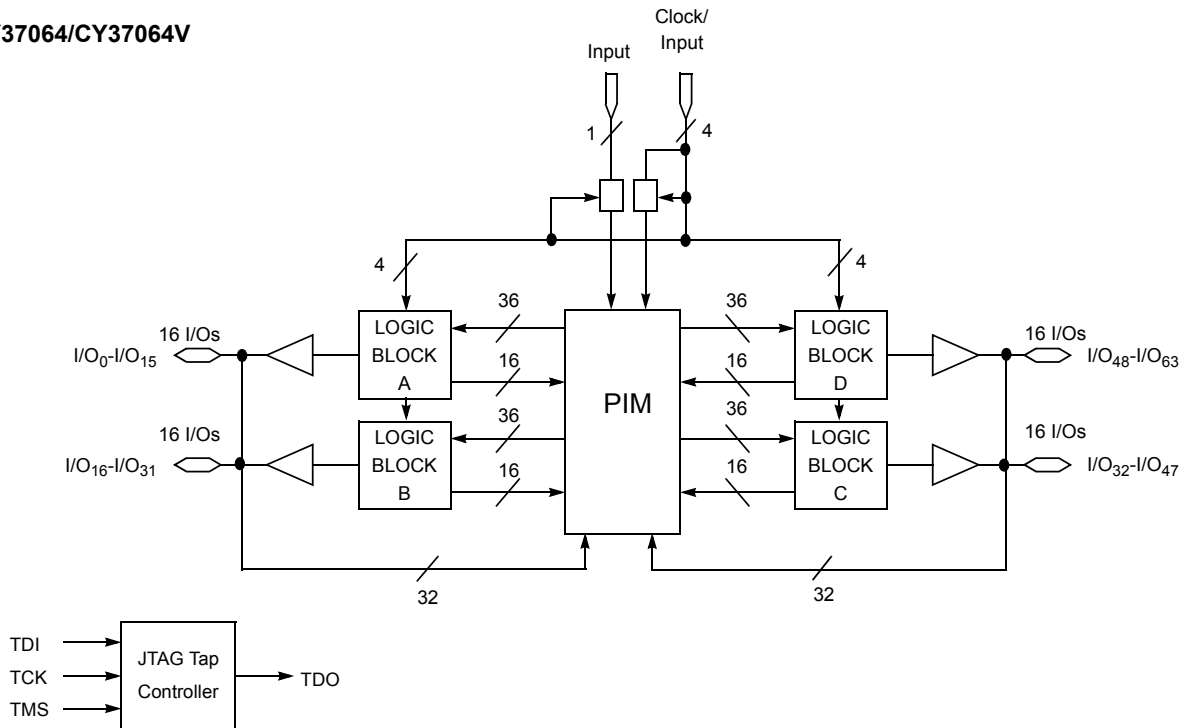 Y37064/CY37064V
Clock/
Input
Input
1
4
4
4
36
36
16 I/Os
LOGIC
BLOCK
A
LOGIC
BLOCK
D
16 I/Os
I/O0-I/O15
I/O48-I/O63
16
16
PIM
36
36
16 I/Os
LOGIC
BLOCK
B
LOGIC
BLOCK
C
16 I/Os
I/O16-I/O31
I/O32-I/O47
16
16
32
32
TDI
TCK
TMS
JTAG Tap
Controller
TDO